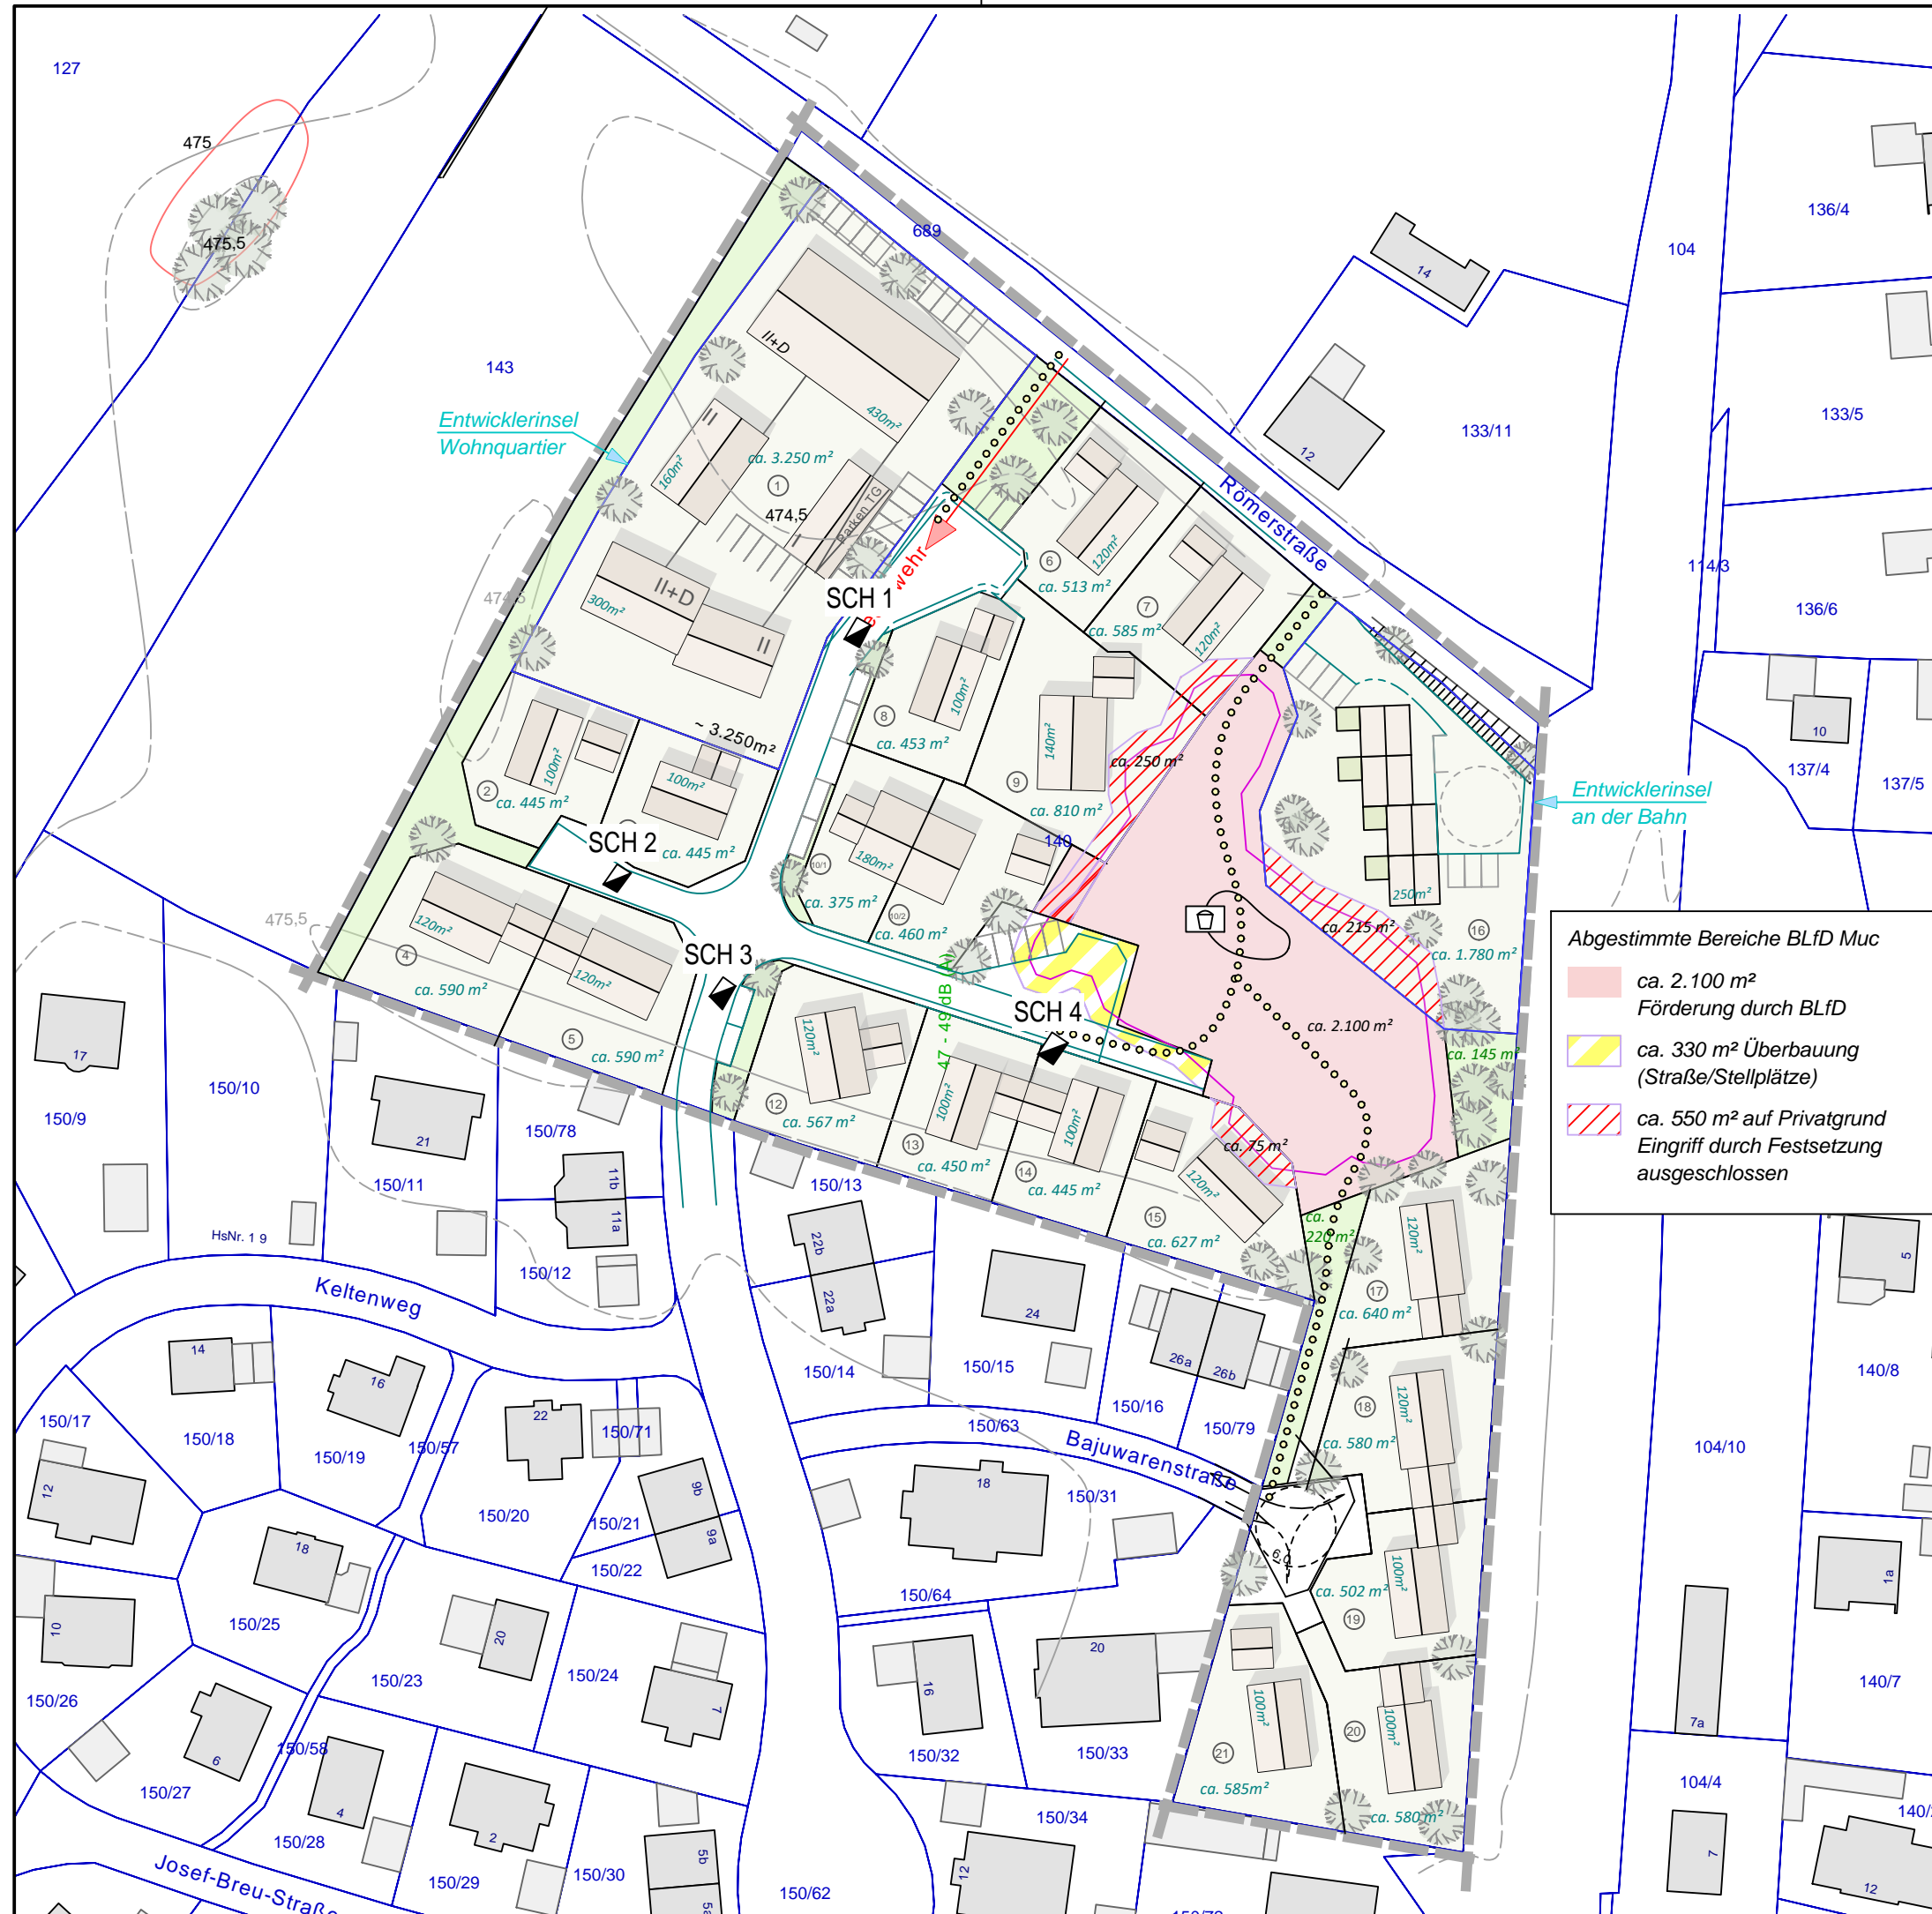 127
475
475,5
143
Entwicklerinsel
Wohnquartier
689
14
136/4
104
12
133/11
133/5
114/3
136/6
10
137/4
137/5
Römerstraße
II+D
430m²
II
160m²
ca. 3.250 m²
1
474,5
I
Parken TG
II+D
300m²
II
474,5
SCH 1
wehr
6
ca. 513 m²
120m²
7
ca. 585 m²
120m²
8
ca. 453 m²
100m²
~ 3.250m²
9
140m²
ca. 810 m²
140
ca. 250 m²
2
100m²
ca. 445 m²
100m²
ca. 445 m²
SCH 2
10/1
ca. 375 m²
180m²
10/2
ca. 460 m²
250m²
ca. 215 m²
16
ca. 1.780 m²
Entwicklerinsel
an der Bahn
475,5
4
120m²
ca. 590 m²
5
120m²
ca. 590 m²
SCH 3
47 - 49 dB
SCH 4
ca. 2.100 m²
ca. 145 m²
12
120m²
ca. 567 m²
13
100m²
ca. 450 m²
14
100m²
ca. 445 m²
15
120m²
ca. 627 m²
ca. 75 m²
ca.
220 m²
Abgestimmte Bereiche BLfD Muc
ca. 2.100 m²
Förderung durch BLfD
ca. 330 m² Überbauung
(Straße/Stellplätze)
ca. 550 m² auf Privatgrund
Eingriff durch Festsetzung
ausgeschlossen
17
150/9
150/10
21
150/11
150/78
11b
11a
150/12
HsNr. 1 9
Keltenweg
150/13
22b
22a
150/14
24
150/15
26a
26b
150/16
150/79
150/63
Bajuwarenstraße
17
120m²
ca. 640 m²
18
120m²
ca. 580 m²
19
100m²
ca. 502 m²
20
100m²
ca. 580 m²
21
100m²
ca. 585m²
5
140/8
104/10
1a
140/7
7a
104/4
7
12
14
16
22
150/17
150/18
150/19
150/57
150/71
12
150/20
150/21
9b
9a
150/22
18
150/31
18
150/25
10
150/26
20
150/23
150/24
150/64
16
20
150/32
150/33
7
6
150/58
150/27
4
150/28
2
150/29
150/30
5b
150/62
12
150/34
Josef-Breu-Straße